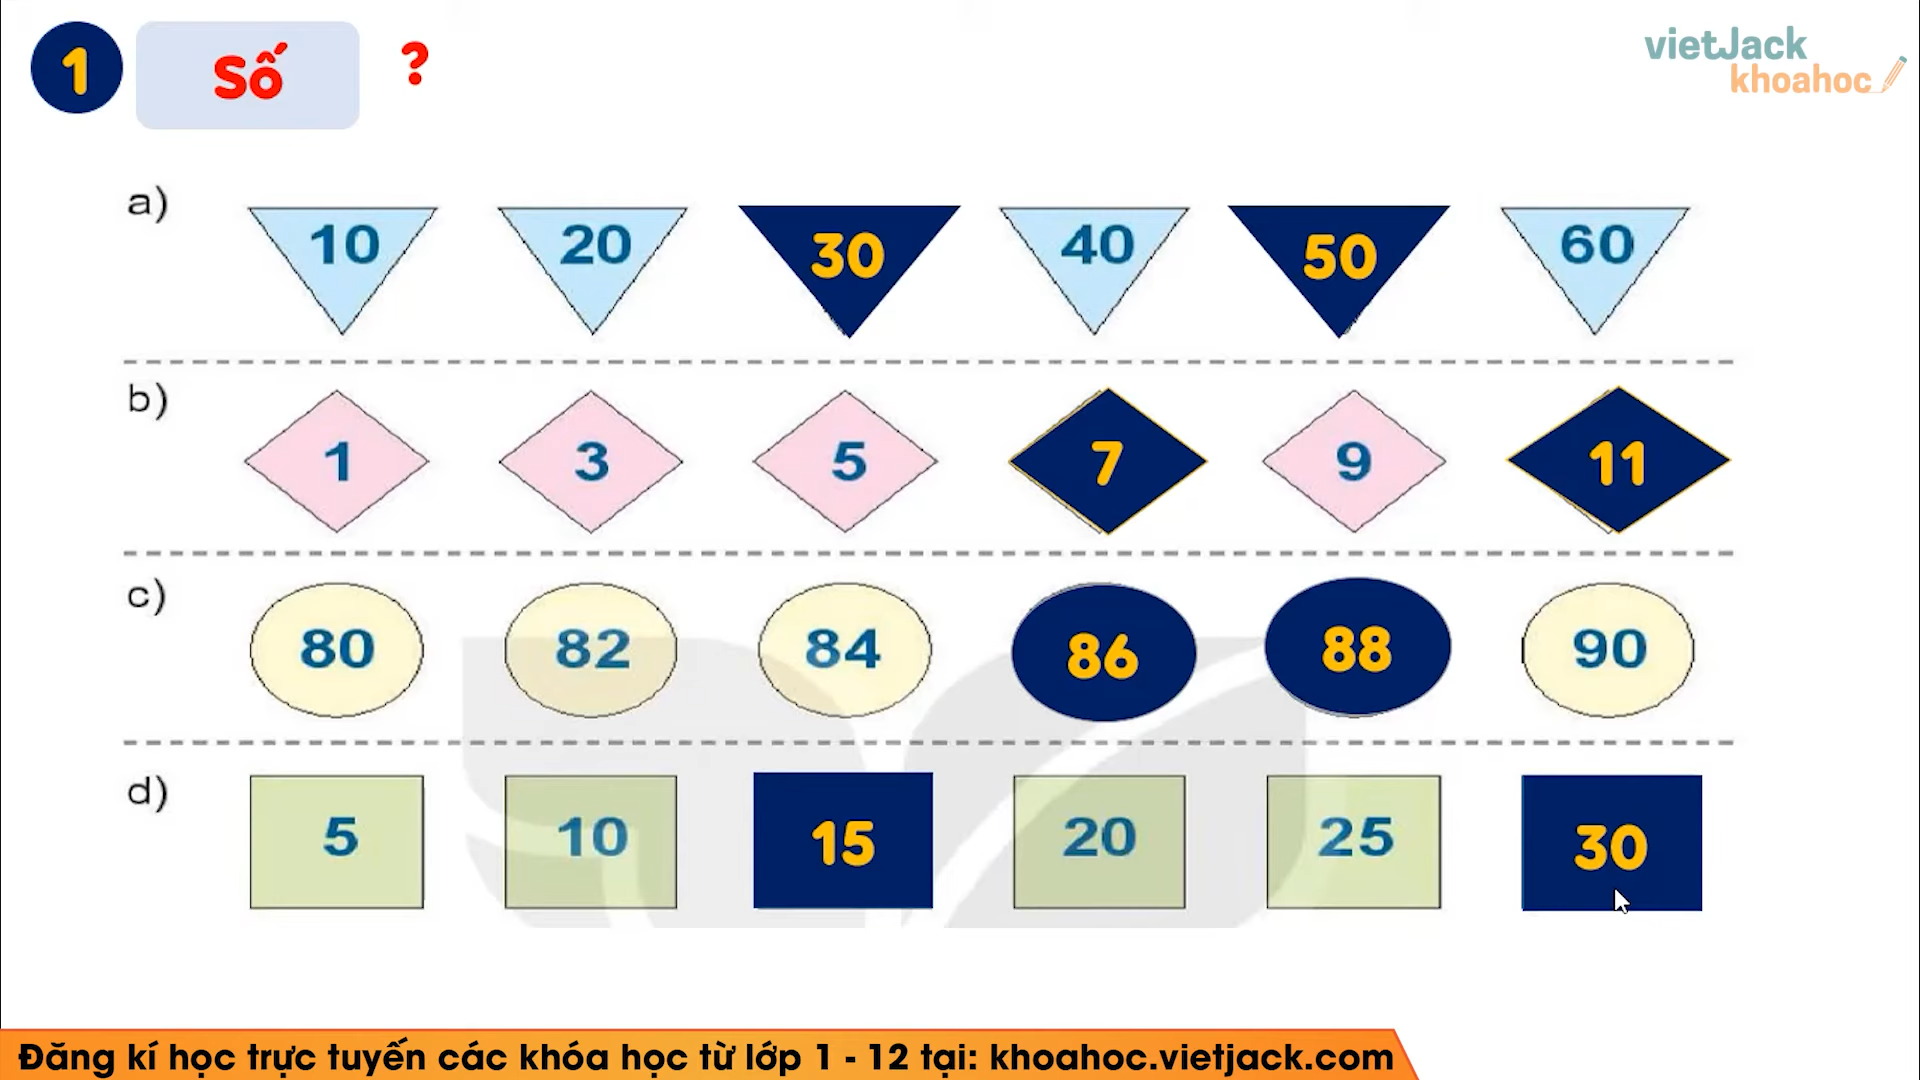 1 Số ?
vietJack
khoahoc
a) 10 20 30 40 50 60
b) 1 3 5 7 9 11
c) 80 82 84 86 88 90
d) 5 10 15 20 25 30
Đăng kí học trực tuyến các khóa học từ lớp 1 - 12 tại: khoahoc.vietjack.com